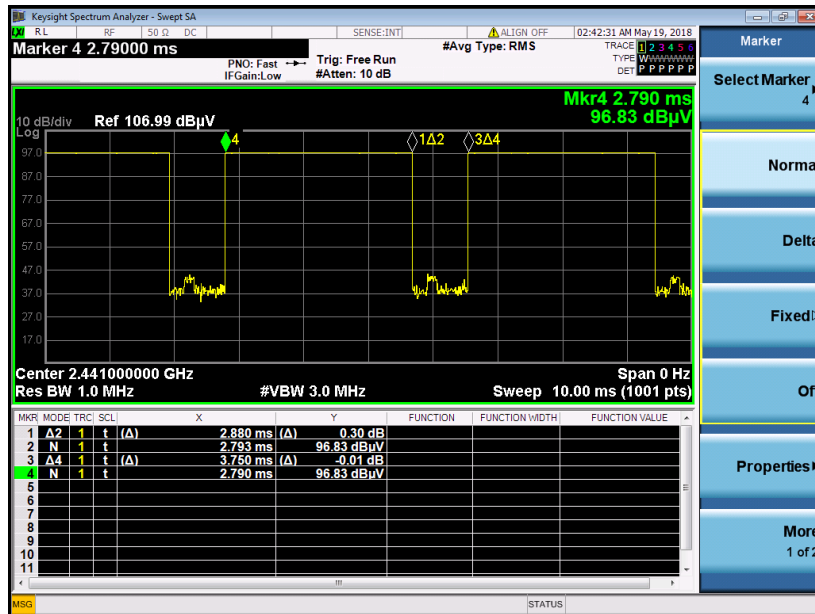 Keysight Spectrum Analyzer - Swept SA
RL RF 50 Ω DC SENSE:INT ALIGN OFF 02:42:31 AM May 19, 2018
Marker 4 2.79000 ms
PNO: Fast
IFGain:Low
Trig: Free Run
#Atten: 10 dB
#Avg Type: RMS
TRACE 1 2 3 4 5 6
TYPE WWWWWWW
DET P P P P P P
Mkr4 2.790 ms
96.83 dBµV
10 dB/div Ref 106.99 dBµV
Log
97.0
87.0
77.0
67.0
57.0
47.0
37.0
27.0
17.0
4
1Δ2
3Δ4
Center 2.441000000 GHz Span 0 Hz
Res BW 1.0 MHz #VBW 3.0 MHz Sweep 10.00 ms (1001 pts)
MKR MODE TRC SCL X Y FUNCTION FUNCTION WIDTH FUNCTION VALUE
1 Δ2 1 t (Δ) 2.880 ms (Δ) 0.30 dB
2 N 1 t 2.793 ms 96.83 dBµV
3 Δ4 1 t (Δ) 3.750 ms (Δ) -0.01 dB
4 N 1 t 2.790 ms 96.83 dBµV
5
6
7
8
9
10
11
MSG STATUS
Marker
Select Marker
4
Norma
Delta
Fixed
Of
Properties
More
1 of 2